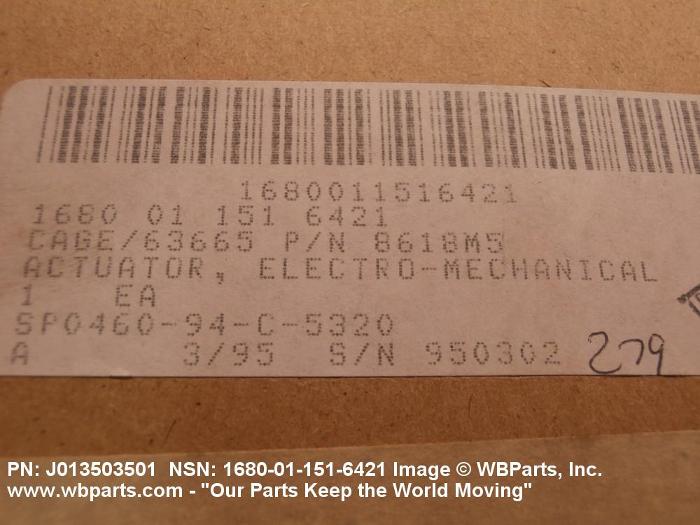 1680011516421
1680 01 151 6421
CAGE/63665 P/N 8618M5
ACTUATOR, ELECTRO-MECHANICAL
1 EA
SP0460-94-C-5320
A 3/95 S/N 950302 279
PN: J013503501 NSN: 1680-01-151-6421 Image © WBParts, Inc.
www.wbparts.com - "Our Parts Keep the World Moving"